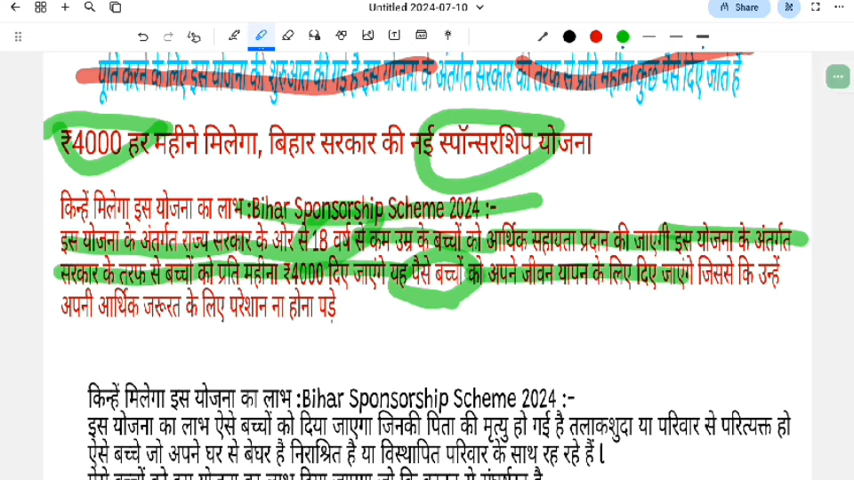 Untitled 2024-07-10
Share
पूर्ति करने के लिए इस योजना की शुरुआत की गई है इस योजना के अंतर्गत सरकार की तरफ से प्रति महीना कुछ पैसे दिए जाते हैं
₹4000 हर महीने मिलेगा, बिहार सरकार की नई स्पॉन्सरशिप योजना
किन्हें मिलेगा इस योजना का लाभ :Bihar Sponsorship Scheme 2024 :-
इस योजना के अंतर्गत राज्य सरकार के ओर से 18 वर्ष से कम उम्र के बच्चों को आर्थिक सहायता प्रदान की जाएगी इस योजना के अंतर्गत
सरकार के तरफ से बच्चों को प्रति महीना ₹4000 दिए जाएंगे यह पैसे बच्चों को अपने जीवन यापन के लिए दिए जाएंगे जिससे कि उन्हें
अपनी आर्थिक जरूरत के लिए परेशान ना होना पड़े
किन्हें मिलेगा इस योजना का लाभ :Bihar Sponsorship Scheme 2024 :-
इस योजना का लाभ ऐसे बच्चों को दिया जाएगा जिनकी पिता की मृत्यु हो गई है तलाकशुदा या परिवार से परित्यक्त हो
ऐसे बच्चे जो अपने घर से बेघर है निराश्रित है या विस्थापित परिवार के साथ रह रहे हैं l